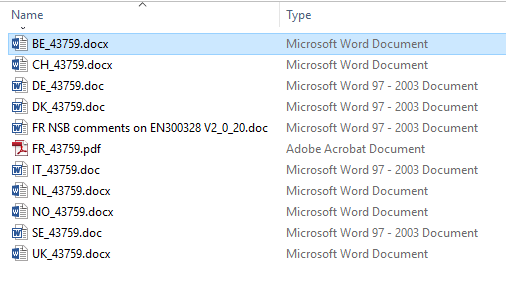 Name Type
BE_43759.docx Microsoft Word Document
CH_43759.docx Microsoft Word Document
DE_43759.doc Microsoft Word 97 - 2003 Document
DK_43759.doc Microsoft Word 97 - 2003 Document
FR NSB comments on EN300328 V2_0_20.doc Microsoft Word 97 - 2003 Document
FR_43759.pdf Adobe Acrobat Document
IT_43759.doc Microsoft Word 97 - 2003 Document
NL_43759.docx Microsoft Word Document
NO_43759.docx Microsoft Word Document
SE_43759.doc Microsoft Word 97 - 2003 Document
UK_43759.docx Microsoft Word Document